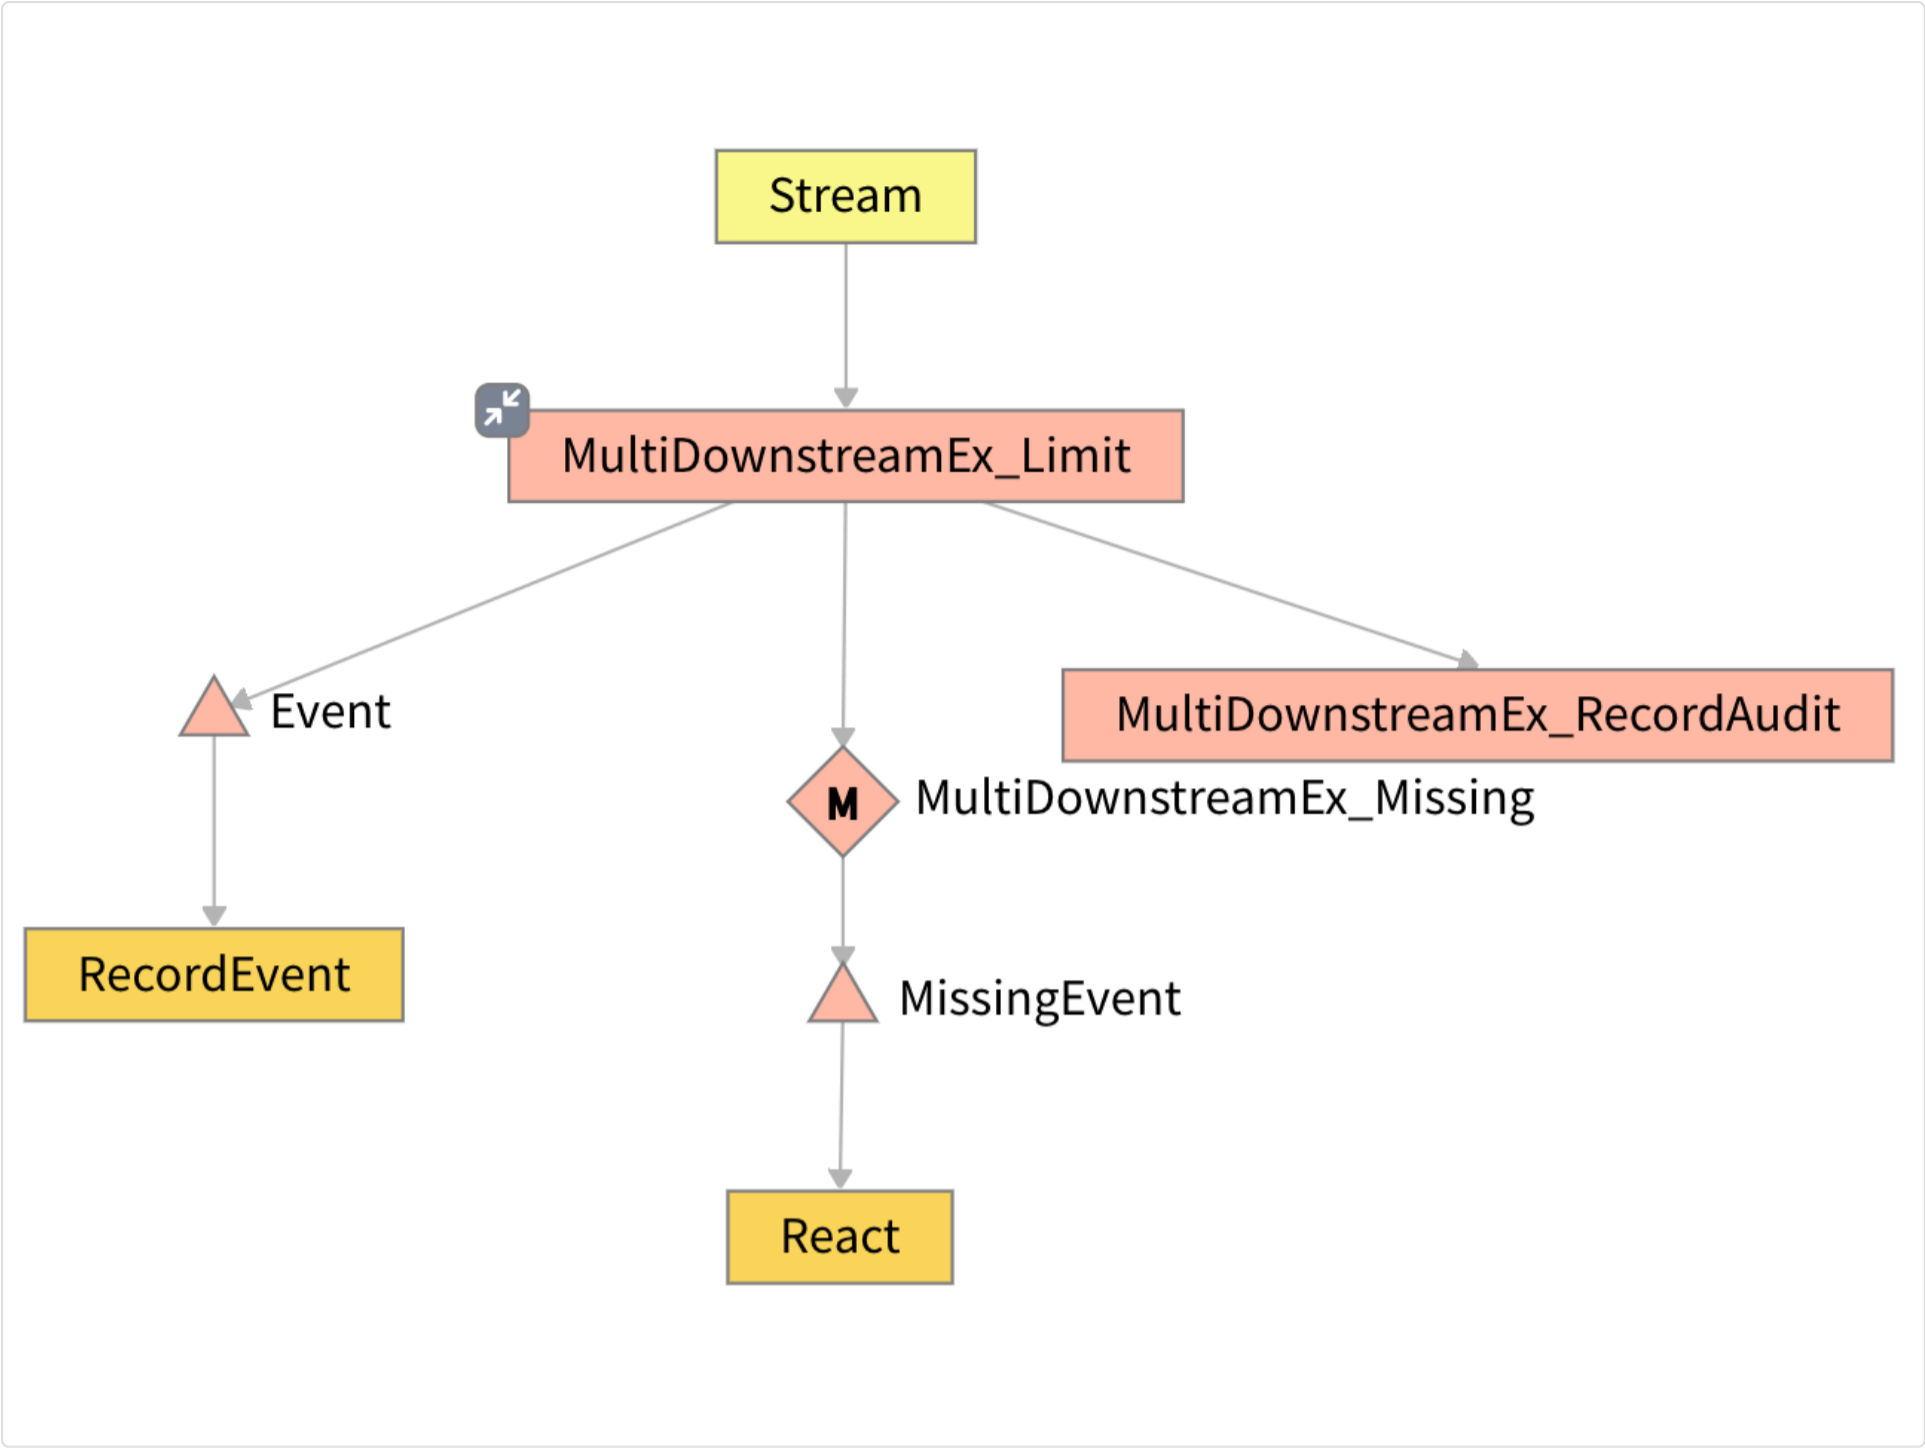 Stream
MultiDownstreamEx_Limit
Event
MultiDownstreamEx_RecordAudit
M
MultiDownstreamEx_Missing
RecordEvent
MissingEvent
React